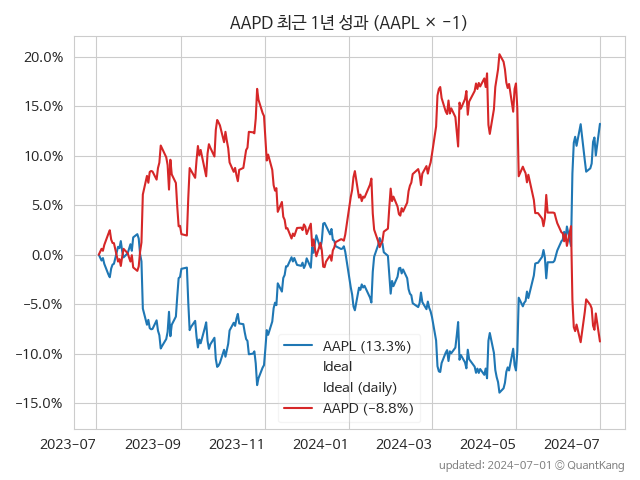 AAPD 최근 1년 성과 (AAPL × −1)
20.0%
15.0%
10.0%
5.0%
0.0%
−5.0%
−10.0%
−15.0%
AAPL (13.3%)
Ideal
Ideal (daily)
AAPD (−8.8%)
2023−07
2023−09
2023−11
2024−01
2024−03
2024−05
2024−07
updated: 2024−07−01 © QuantKang